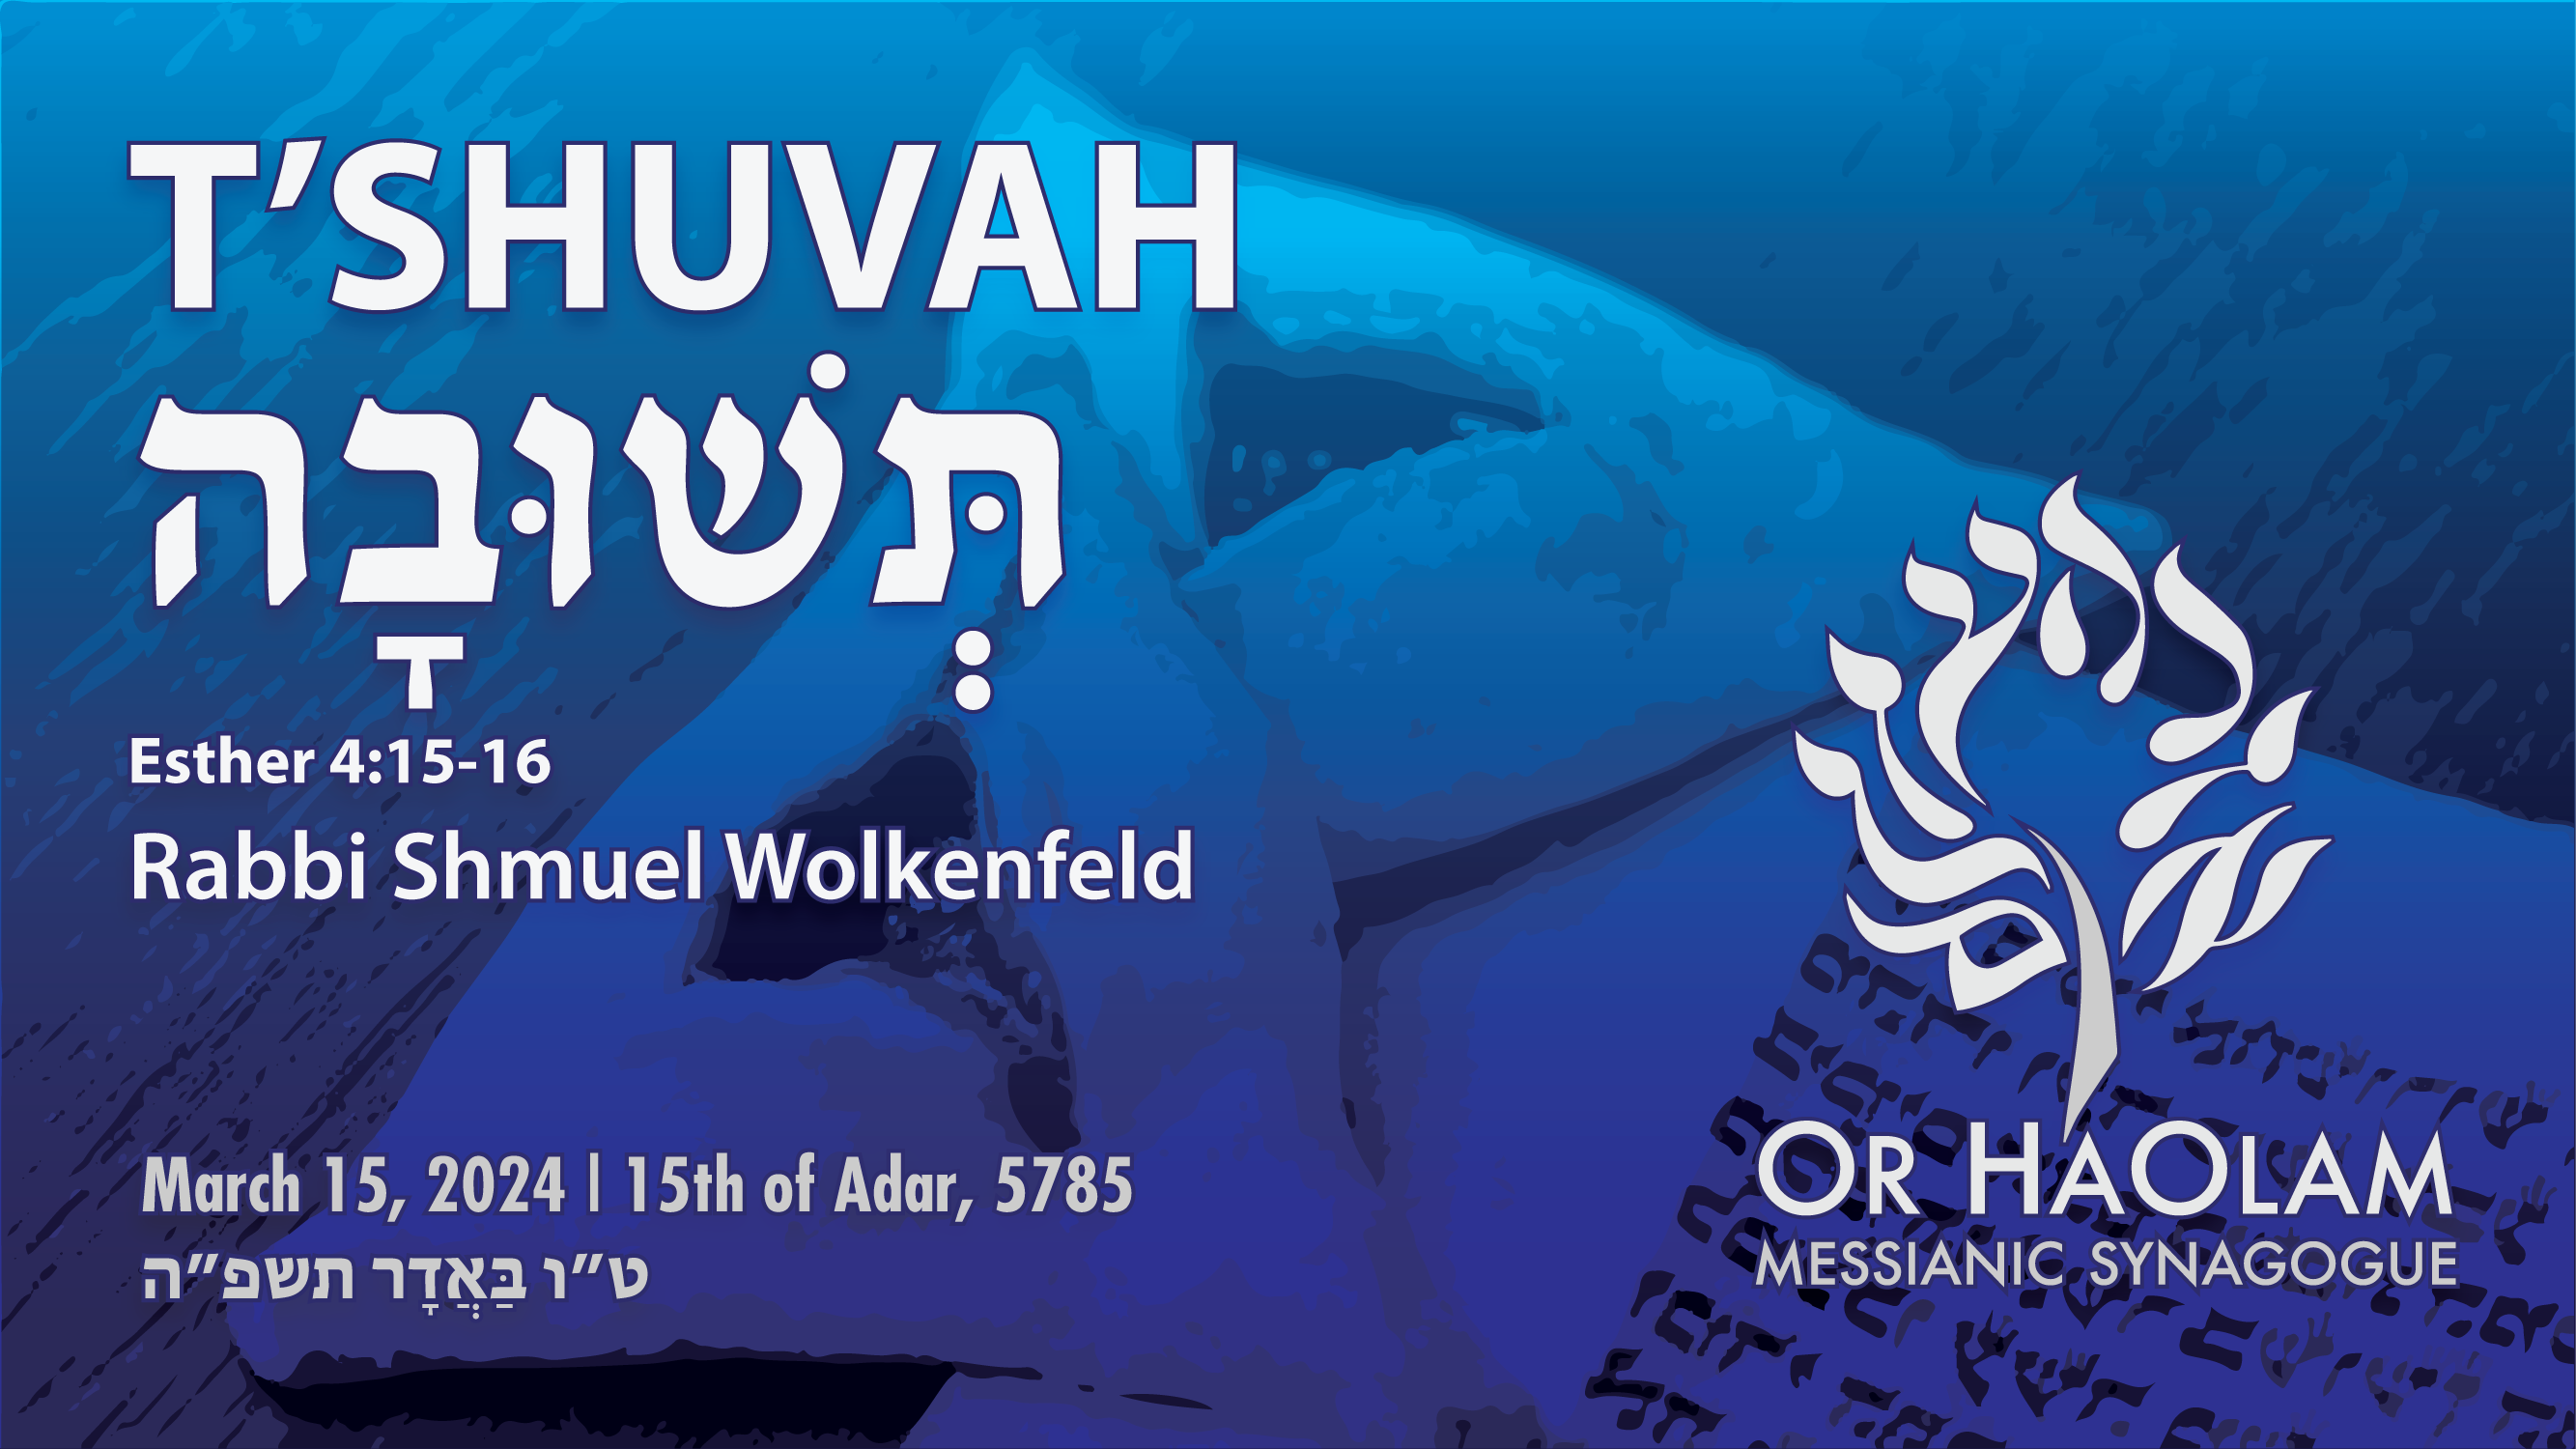 T’SHUVAH
תְּשׁוּבָה
Esther 4:15-16
Rabbi Shmuel Wolkenfeld
March 15, 2024 | 15th of Adar, 5785
ט״ו בַּאֲדָר תשפ״ה
OR HAOLAM
MESSIANIC SYNAGOGUE